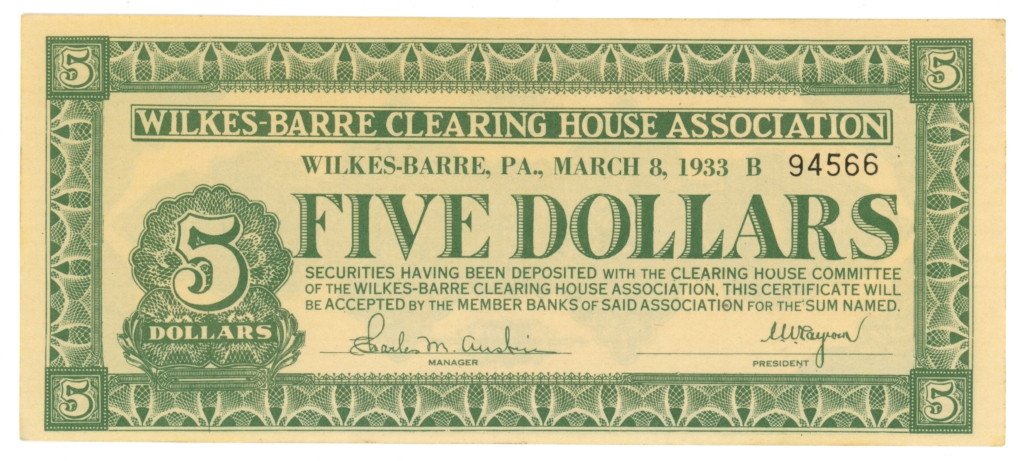 5 5
WILKES-BARRE CLEARING HOUSE ASSOCIATION
WILKES-BARRE, PA., MARCH 8, 1933 B 94566
FIVE DOLLARS
5
DOLLARS
SECURITIES HAVING BEEN DEPOSITED WITH THE CLEARING HOUSE COMMITTEE
OF THE WILKES-BARRE CLEARING HOUSE ASSOCIATION, THIS CERTIFICATE WILL
BE ACCEPTED BY THE MEMBER BANKS OF SAID ASSOCIATION FOR THE SUM NAMED.
Charles M. Austin
MANAGER PRESIDENT
5 5